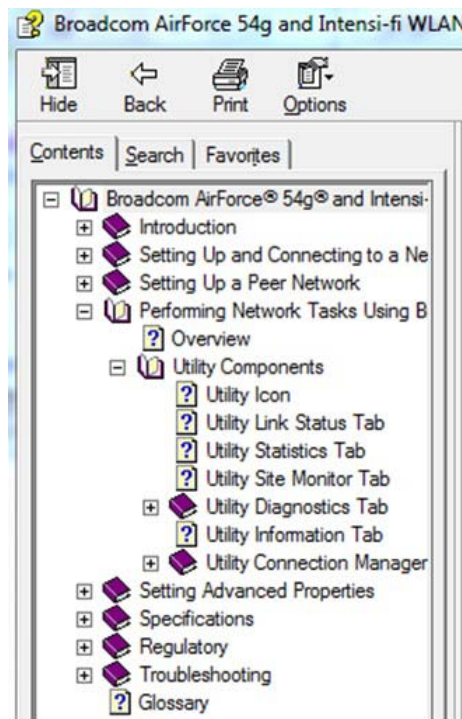 Broadcom AirForce 54g and Intensi-fi WLAN
Hide Back Print Options
Contents Search Favorites
Broadcom AirForce® 54g® and Intensi-
Introduction
Setting Up and Connecting to a Ne
Setting Up a Peer Network
Performing Network Tasks Using B
Overview
Utility Components
Utility Icon
Utility Link Status Tab
Utility Statistics Tab
Utility Site Monitor Tab
Utility Diagnostics Tab
Utility Information Tab
Utility Connection Manager
Setting Advanced Properties
Specifications
Regulatory
Troubleshooting
Glossary